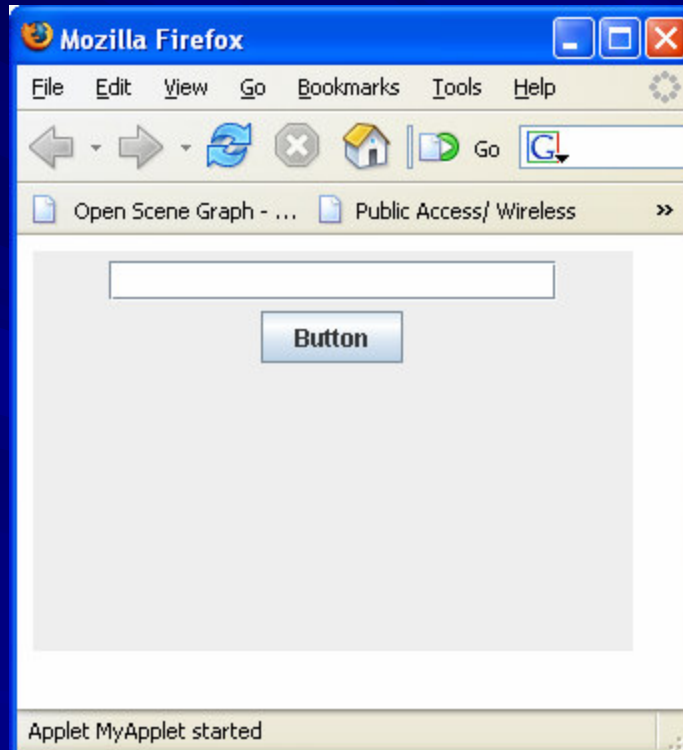 Mozilla Firefox
File Edit View Go Bookmarks Tools Help
Go G
Open Scene Graph - ... Public Access/ Wireless »
Button
Applet MyApplet started